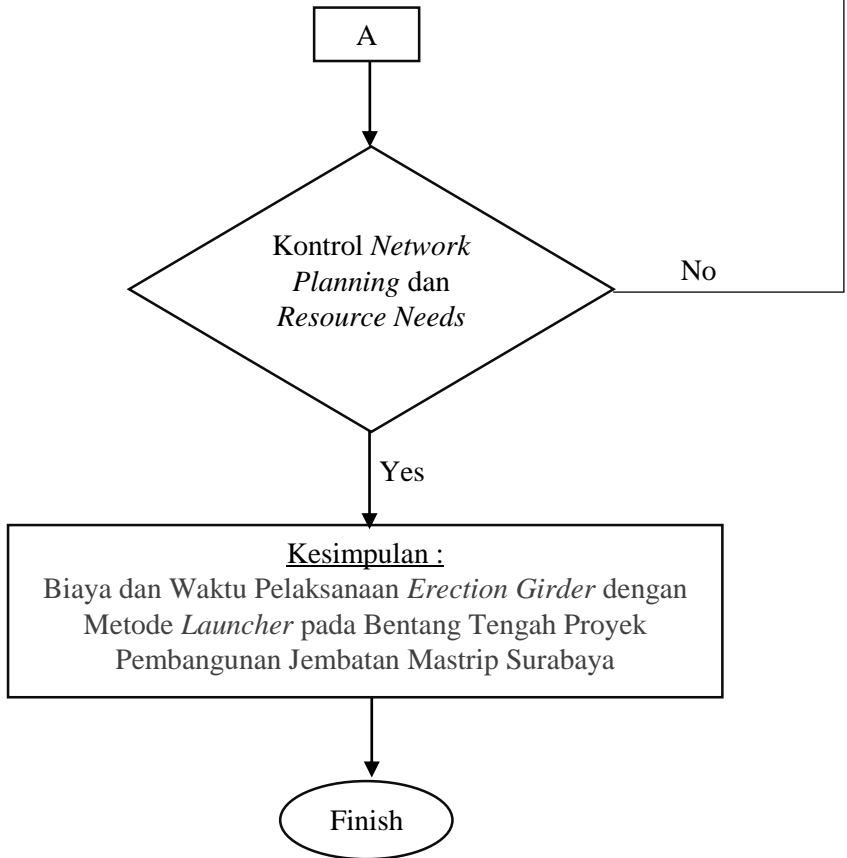 A
Kontrol Network
Planning dan
Resource Needs
No
Yes
Kesimpulan :
Biaya dan Waktu Pelaksanaan Erection Girder dengan
Metode Launcher pada Bentang Tengah Proyek
Pembangunan Jembatan Mastrip Surabaya
Finish